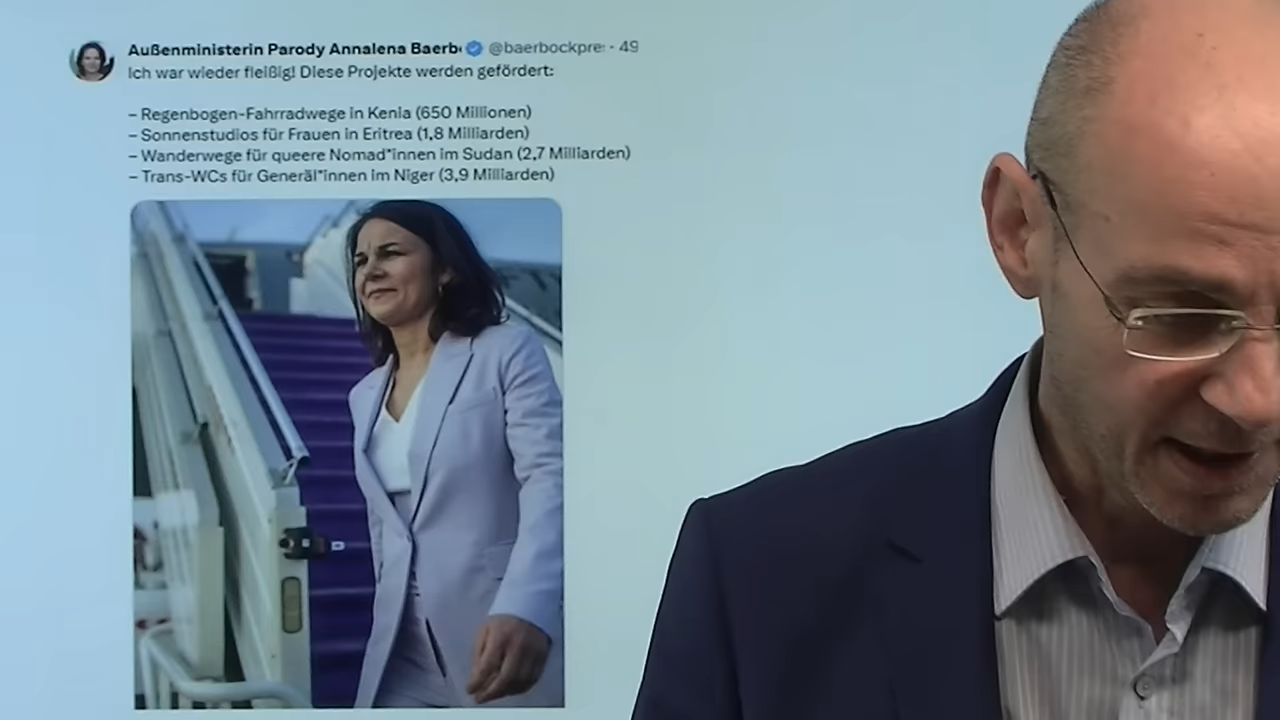 Außenministerin Parody Annalena Baerb @baerbockpre: · 49
Ich war wieder fleißig! Diese Projekte werden gefördert:
– Regenbogen-Fahrradwege in Kenia (650 Millionen)
– Sonnenstudios für Frauen in Eritrea (1,8 Milliarden)
– Wanderwege für queere Nomad*innen im Sudan (2,7 Milliarden)
– Trans-WCs für Generäl*innen im Niger (3,9 Milliarden)